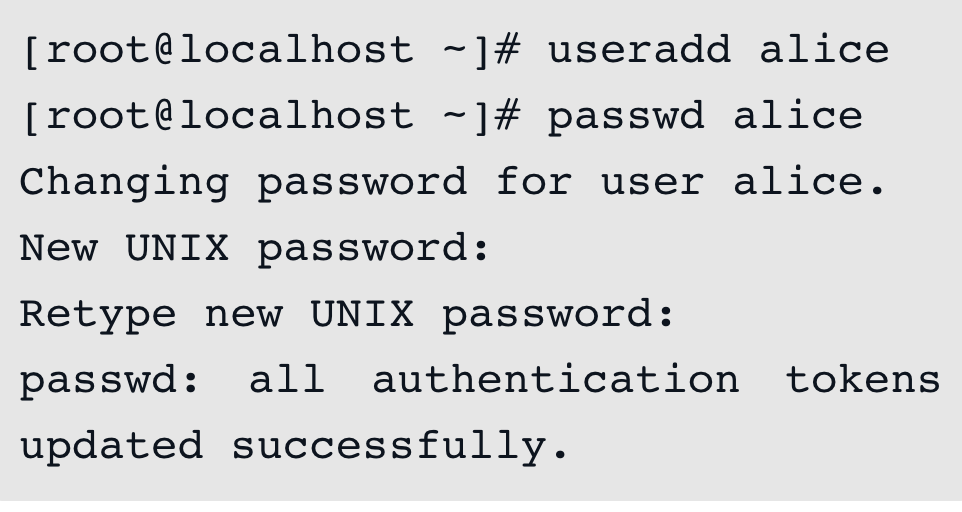 [root@localhost ~]# useradd alice
[root@localhost ~]# passwd alice
Changing password for user alice.
New UNIX password:
Retype new UNIX password:
passwd: all authentication tokens
updated successfully.